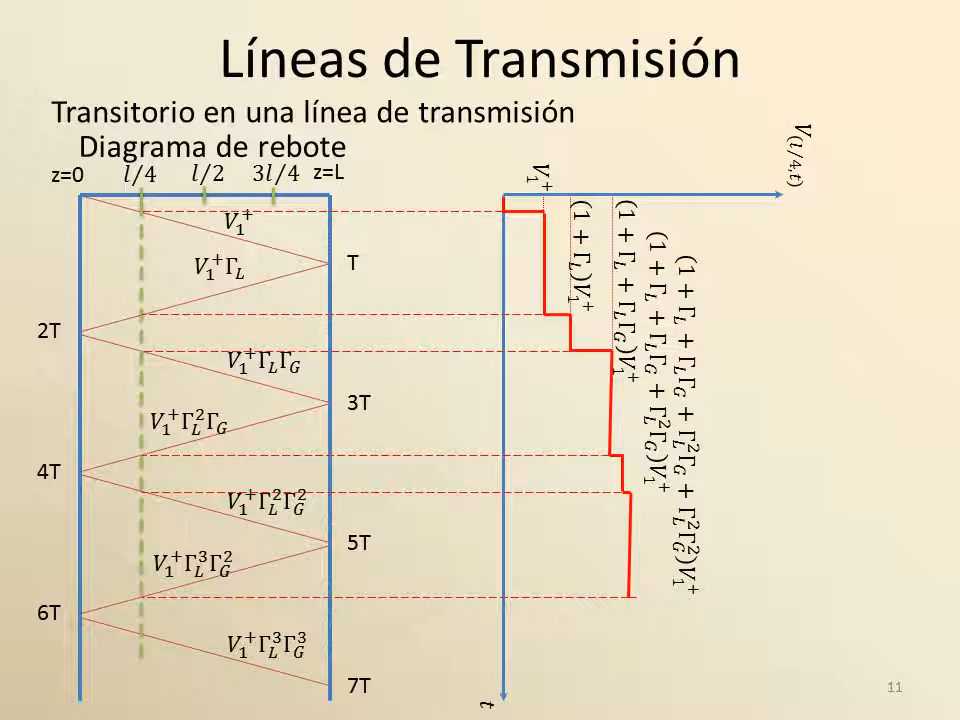 Líneas de Transmisión
Transitorio en una línea de transmisión
Diagrama de rebote
z=0 l/4 l/2 3l/4 z=L
V₁⁺
V₁⁺Γ_L
T
2T
V₁⁺Γ_LΓ_G
3T
V₁⁺Γ_L²Γ_G
4T
V₁⁺Γ_L²Γ_G²
5T
V₁⁺Γ_L³Γ_G²
6T
V₁⁺Γ_L³Γ_G³
7T
V₁⁺
(1 + Γ_L)V₁⁺
(1 + Γ_L + Γ_LΓ_G)V₁⁺
(1 + Γ_L + Γ_LΓ_G + Γ_L²Γ_G)V₁⁺
(1 + Γ_L + Γ_LΓ_G + Γ_L²Γ_G + Γ_L²Γ_G²)V₁⁺
V(l/4,t)
t
11